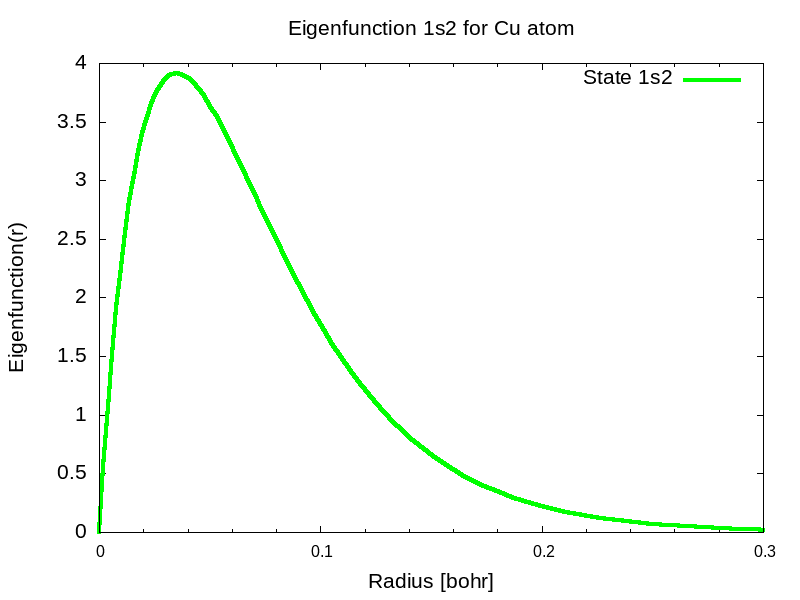 Eigenfunction 1s2 for Cu atom
State 1s2
4
3.5
3
2.5
2
1.5
1
0.5
0
Eigenfunction(r)
0 0.1 0.2 0.3
Radius [bohr]